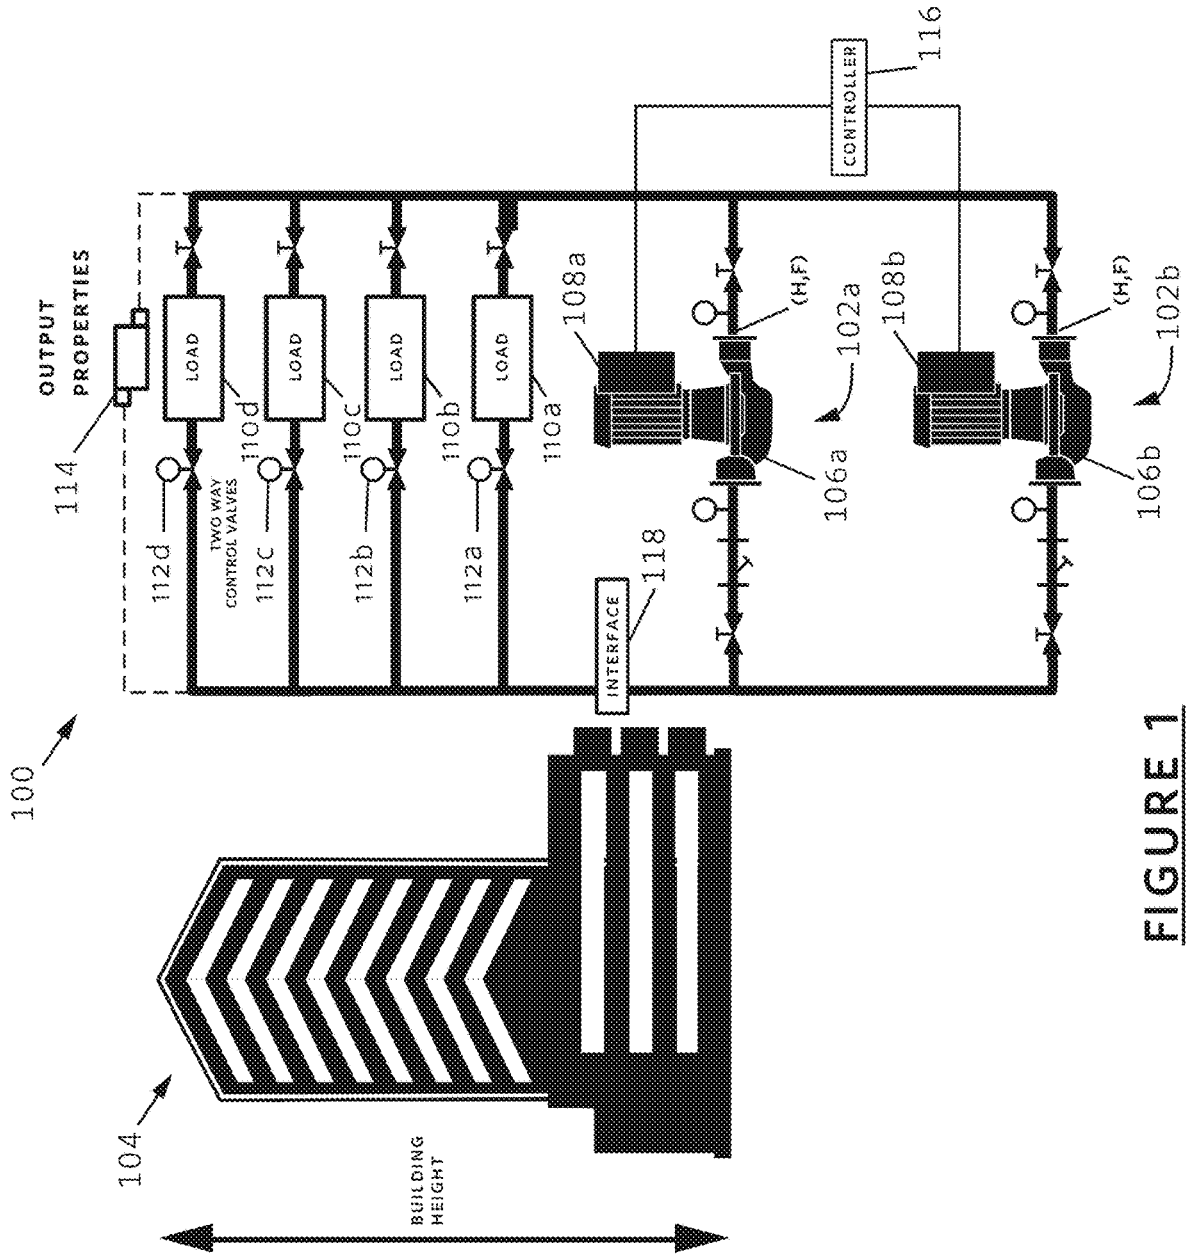 100
104
BUILDING
HEIGHT
OUTPUT
PROPERTIES
114
LOAD
LOAD
LOAD
LOAD
110d
110c
110b
110a
112d
112c
112b
112a
TWO WAY
CONTROL VALVES
INTERFACE
118
108a
102a
106a
(H,F)
108b
102b
106b
(H,F)
CONTROLLER
116
FIGURE 1